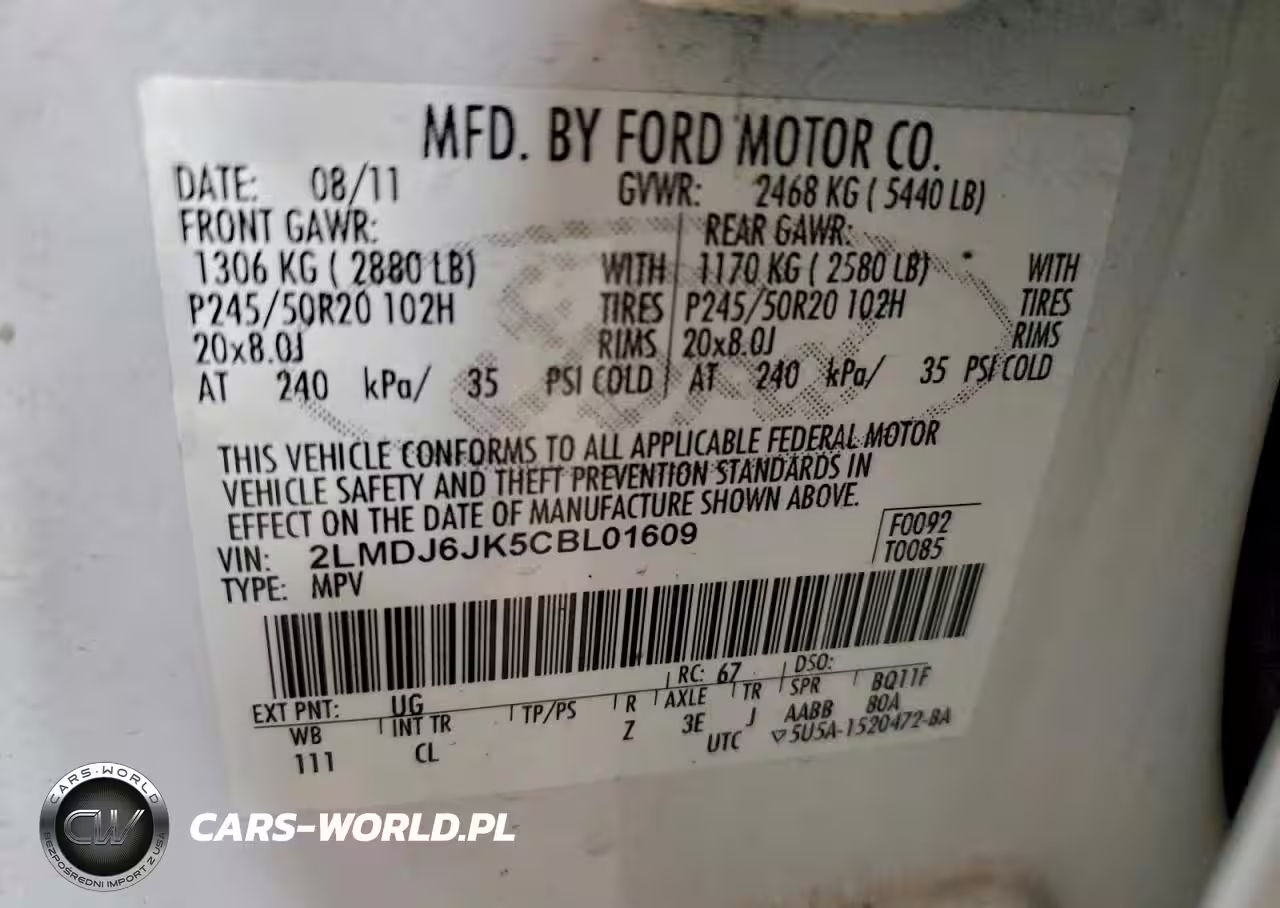 MFD. BY FORD MOTOR CO.
DATE: 08/11 GVWR: 2468 KG ( 5440 LB)
FRONT GAWR: REAR GAWR:
1306 KG ( 2880 LB) WITH 1170 KG ( 2580 LB) WITH
P245/50R20 102H TIRES P245/50R20 102H TIRES
20x8.0J RIMS 20x8.0J RIMS
AT 240 kPa/ 35 PSI COLD AT 240 kPa/ 35 PSI COLD
THIS VEHICLE CONFORMS TO ALL APPLICABLE FEDERAL MOTOR
VEHICLE SAFETY AND THEFT PREVENTION STANDARDS IN
EFFECT ON THE DATE OF MANUFACTURE SHOWN ABOVE.
VIN: 2LMDJ6JK5CBL01609 F0092
TYPE: MPV T0085
RC: 67 DSO:
EXT PNT: UG BQ11F
WB INT TR TP/PS R AXLE TR SPR
111 CL Z 3E J AABB 80A
UTC ▽5U5A-1520472-BA
CARS-WORLD
CW
BEZPOŚREDNI IMPORT Z USA
CARS-WORLD.PL